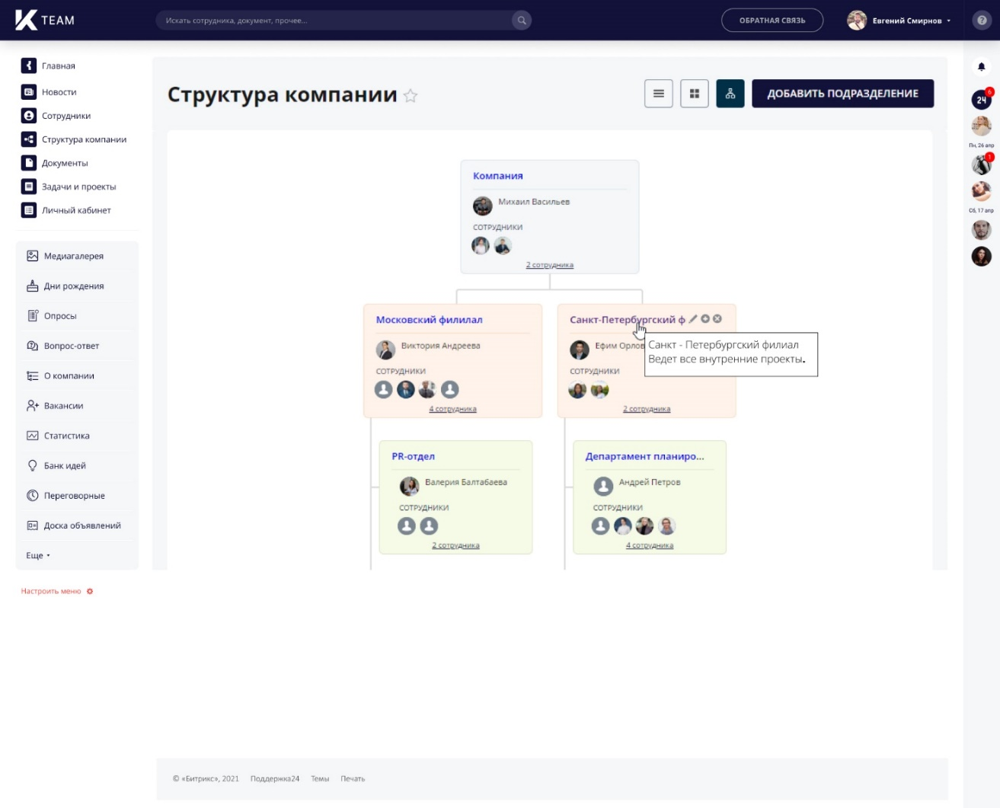 K TEAM
Искать сотрудника, документ, прочее...
ОБРАТНАЯ СВЯЗЬ
Евгений Смирнов
?
Главная
Новости
Сотрудники
Структура компании
Документы
Задачи и проекты
Личный кабинет
Медиагалерея
Дни рождения
Опросы
Вопрос-ответ
О компании
Вакансии
Статистика
Банк идей
Переговорные
Доска объявлений
Еще
Настроить меню
Структура компании
ДОБАВИТЬ ПОДРАЗДЕЛЕНИЕ
Компания
Михаил Васильев
СОТРУДНИКИ
2 сотрудника
Московский филилал
Виктория Андреева
СОТРУДНИКИ
4 сотрудника
Санкт-Петербургский ф
Ефим Орлов
СОТРУДНИКИ
2 сотрудника
Санкт - Петербургский филиал
Ведет все внутренние проекты.
PR-отдел
Валерия Балтабаева
СОТРУДНИКИ
2 сотрудника
Департамент планиро...
Андрей Петров
СОТРУДНИКИ
4 сотрудника
24
6
Пн, 26 апр
1
Сб, 17 апр
© «Битрикс», 2021 Поддержка24 Темы Печать